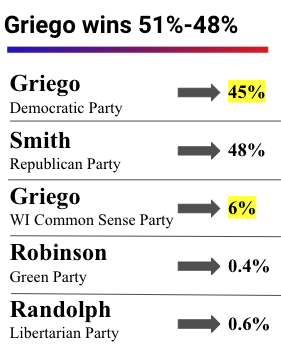 Griego wins 51%-48%
Griego
Democratic Party
45%
Smith
Republican Party
48%
Griego
WI Common Sense Party
6%
Robinson
Green Party
0.4%
Randolph
Libertarian Party
0.6%